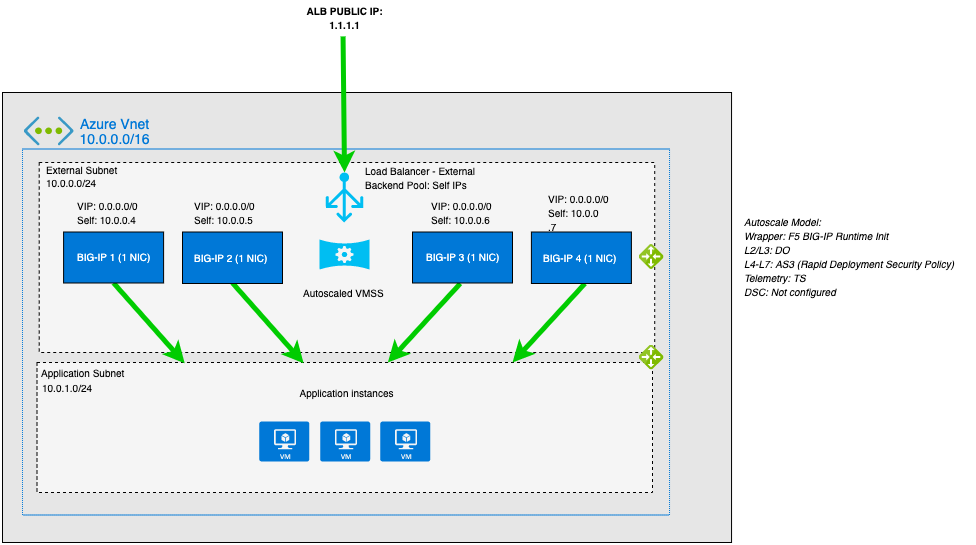 ALB PUBLIC IP:
1.1.1.1
Azure Vnet
10.0.0.0/16
External Subnet
10.0.0.0/24
Load Balancer - External
Backend Pool: Self IPs
VIP: 0.0.0.0/0
Self: 10.0.0.4
VIP: 0.0.0.0/0
Self: 10.0.0.5
VIP: 0.0.0.0/0
Self: 10.0.0.6
VIP: 0.0.0.0/0
Self: 10.0.0
.7
BIG-IP 1 (1 NIC)
BIG-IP 2 (1 NIC)
BIG-IP 3 (1 NIC)
BIG-IP 4 (1 NIC)
Autoscaled VMSS
Autoscale Model:
Wrapper: F5 BIG-IP Runtime Init
L2/L3: DO
L4-L7: AS3 (Rapid Deployment Security Policy)
Telemetry: TS
DSC: Not configured
Application Subnet
10.0.1.0/24
Application instances
VM
VM
VM